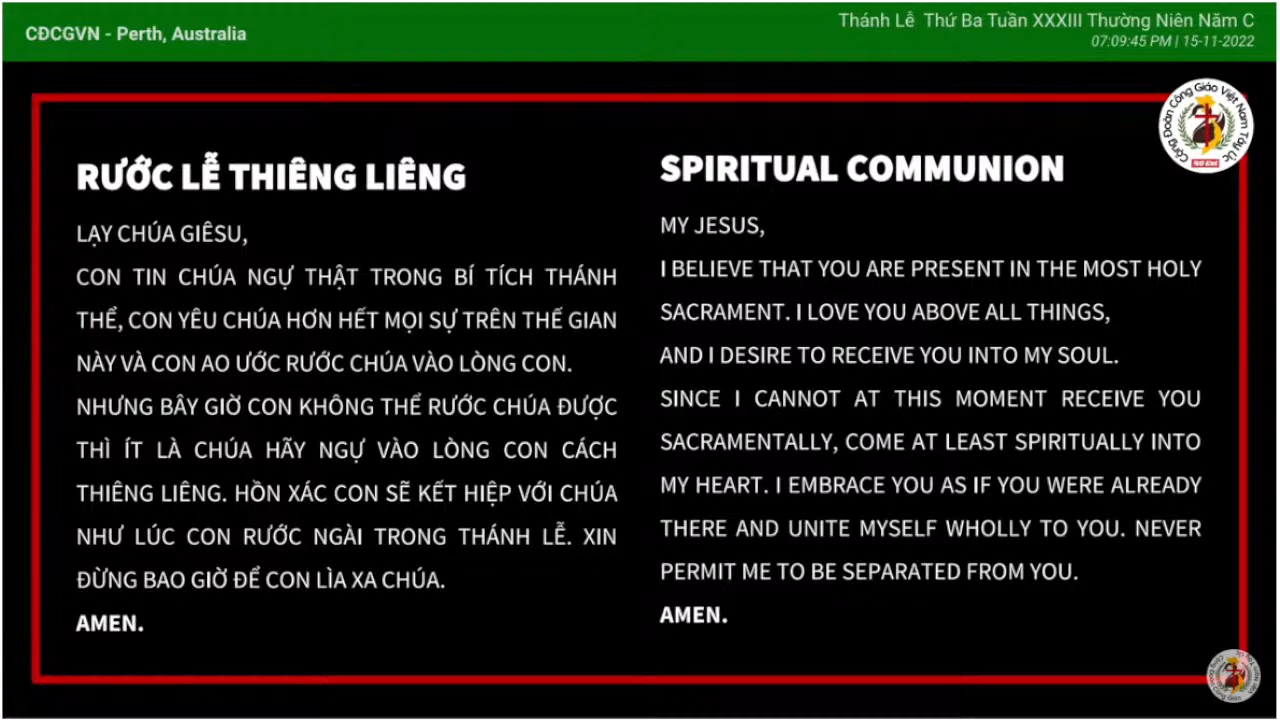 CĐCGVN - Perth, Australia
Thánh Lễ Thứ Ba Tuần XXXIII Thường Niên Năm C
07:09:45 PM | 15-11-2022
Cộng Đoàn Công Giáo Việt Nam Tây Úc
RƯỚC LỄ THIÊNG LIÊNG
LẠY CHÚA GIÊSU,
CON TIN CHÚA NGỰ THẬT TRONG BÍ TÍCH THÁNH
THỂ, CON YÊU CHÚA HƠN HẾT MỌI SỰ TRÊN THẾ GIAN
NÀY VÀ CON AO ƯỚC RƯỚC CHÚA VÀO LÒNG CON.
NHƯNG BÂY GIỜ CON KHÔNG THỂ RƯỚC CHÚA ĐƯỢC
THÌ ÍT LÀ CHÚA HÃY NGỰ VÀO LÒNG CON CÁCH
THIÊNG LIÊNG. HỒN XÁC CON SẼ KẾT HIỆP VỚI CHÚA
NHƯ LÚC CON RƯỚC NGÀI TRONG THÁNH LỄ. XIN
ĐỪNG BAO GIỜ ĐỂ CON LÌA XA CHÚA.
AMEN.
SPIRITUAL COMMUNION
MY JESUS,
I BELIEVE THAT YOU ARE PRESENT IN THE MOST HOLY
SACRAMENT. I LOVE YOU ABOVE ALL THINGS,
AND I DESIRE TO RECEIVE YOU INTO MY SOUL.
SINCE I CANNOT AT THIS MOMENT RECEIVE YOU
SACRAMENTALLY, COME AT LEAST SPIRITUALLY INTO
MY HEART. I EMBRACE YOU AS IF YOU WERE ALREADY
THERE AND UNITE MYSELF WHOLLY TO YOU. NEVER
PERMIT ME TO BE SEPARATED FROM YOU.
AMEN.